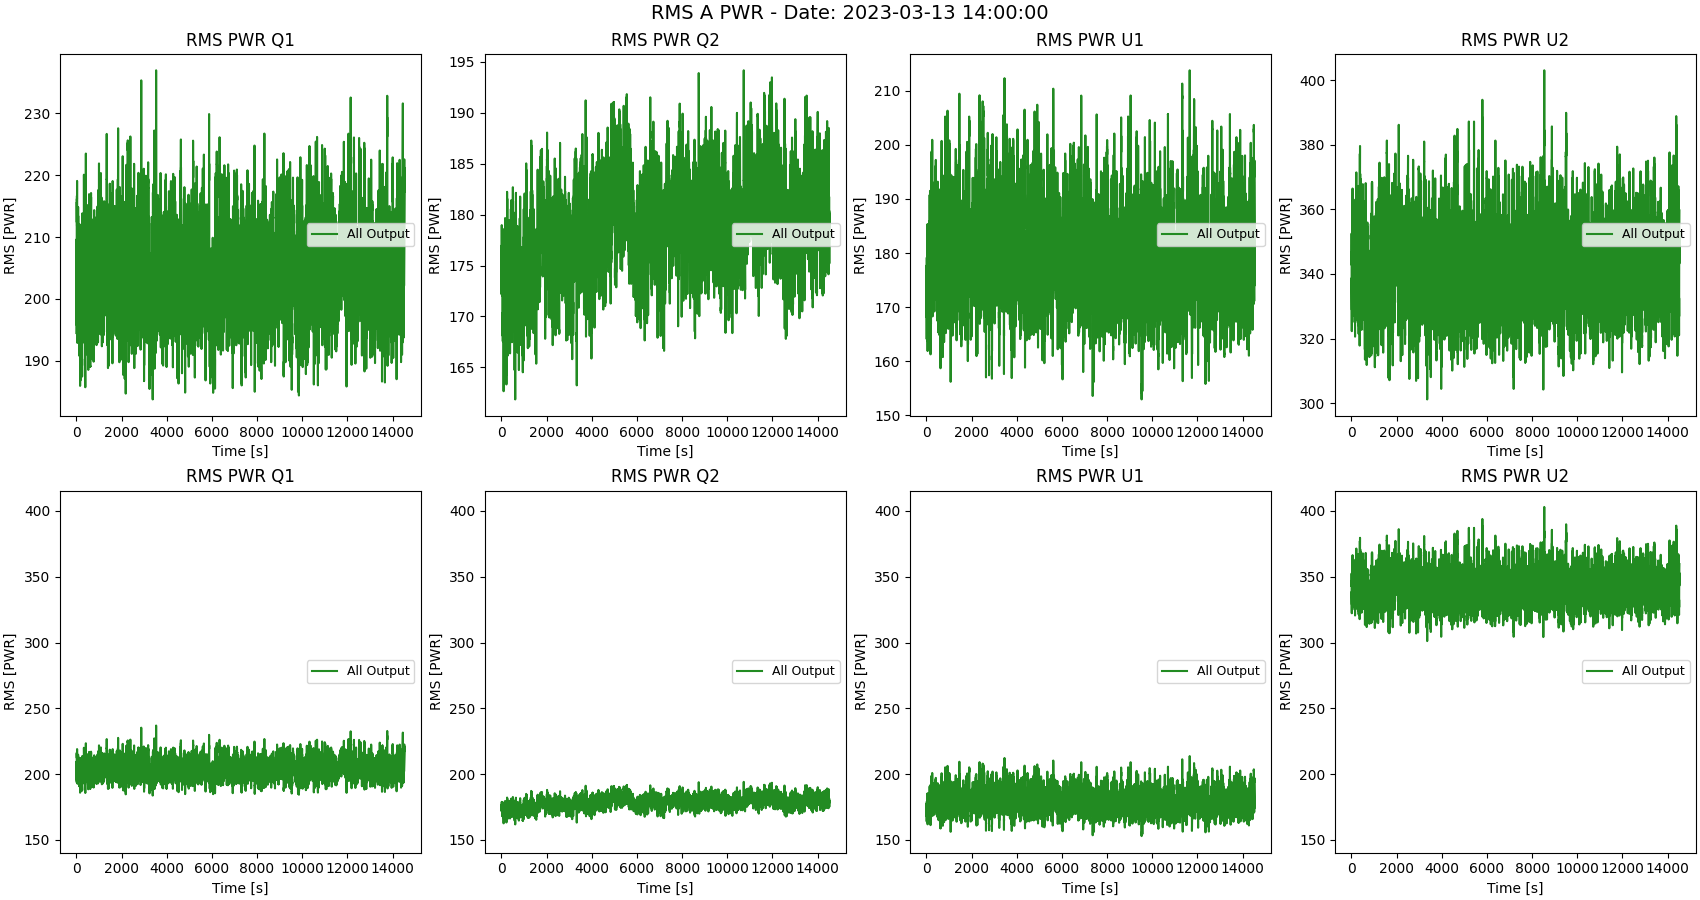 RMS A PWR - Date: 2023-03-13 14:00:00
RMS PWR Q1
RMS [PWR]
230
220
210
200
190
All Output
0 2000 4000 6000 8000 10000 12000 14000
Time [s]
RMS PWR Q2
RMS [PWR]
195
190
185
180
175
170
165
All Output
0 2000 4000 6000 8000 10000 12000 14000
Time [s]
RMS PWR U1
RMS [PWR]
210
200
190
180
170
160
150
All Output
0 2000 4000 6000 8000 10000 12000 14000
Time [s]
RMS PWR U2
RMS [PWR]
400
380
360
340
320
300
All Output
0 2000 4000 6000 8000 10000 12000 14000
Time [s]
RMS PWR Q1
RMS [PWR]
400
350
300
250
200
150
All Output
0 2000 4000 6000 8000 10000 12000 14000
Time [s]
RMS PWR Q2
RMS [PWR]
400
350
300
250
200
150
All Output
0 2000 4000 6000 8000 10000 12000 14000
Time [s]
RMS PWR U1
RMS [PWR]
400
350
300
250
200
150
All Output
0 2000 4000 6000 8000 10000 12000 14000
Time [s]
RMS PWR U2
RMS [PWR]
400
350
300
250
200
150
All Output
0 2000 4000 6000 8000 10000 12000 14000
Time [s]